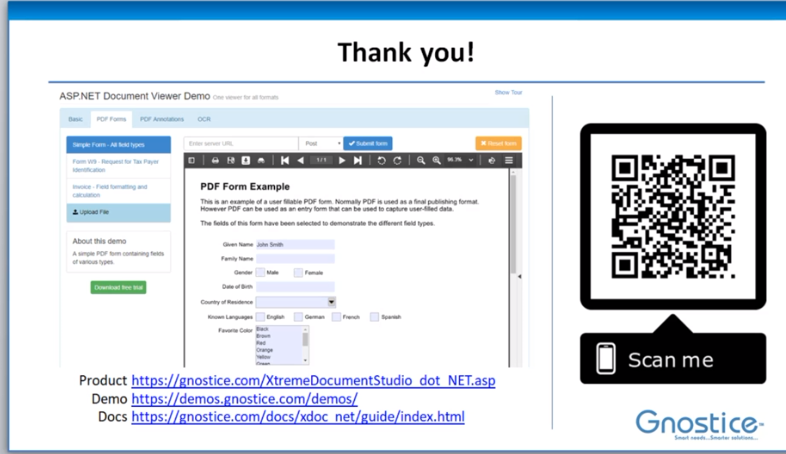 Thank you!
ASP.NET Document Viewer Demo One viewer for all formats
Show Tour
Basic PDF Forms PDF Annotations OCR
Simple Form - All field types
Form W9 - Request for Tax Payer
Identification
Invoice - Field formatting and
calculation
Upload File
About this demo
A simple PDF form containing fields
of various types.
Download free trial
Enter server URL Post Submit form Reset form
1/1
PDF Form Example
This is an example of a user fillable PDF form. Normally PDF is used as a final publishing format.
However PDF can be used as an entry form that can be used to capture user-filled data.
The fields of this form have been selected to demonstrate the different field types.
Given Name John Smith
Family Name
Gender Male Female
Date of Birth
Country of Residence
Known Languages English German French Spanish
Favorite Color Black
Brown
Red
Orange
Yellow
Green
Product https://gnostice.com/XtremeDocumentStudio_dot_NET.asp
Demo https://demos.gnostice.com/demos/
Docs https://gnostice.com/docs/xdoc_net/guide/index.html
Scan me
Gnostice
Smart needs...Smarter solutions...